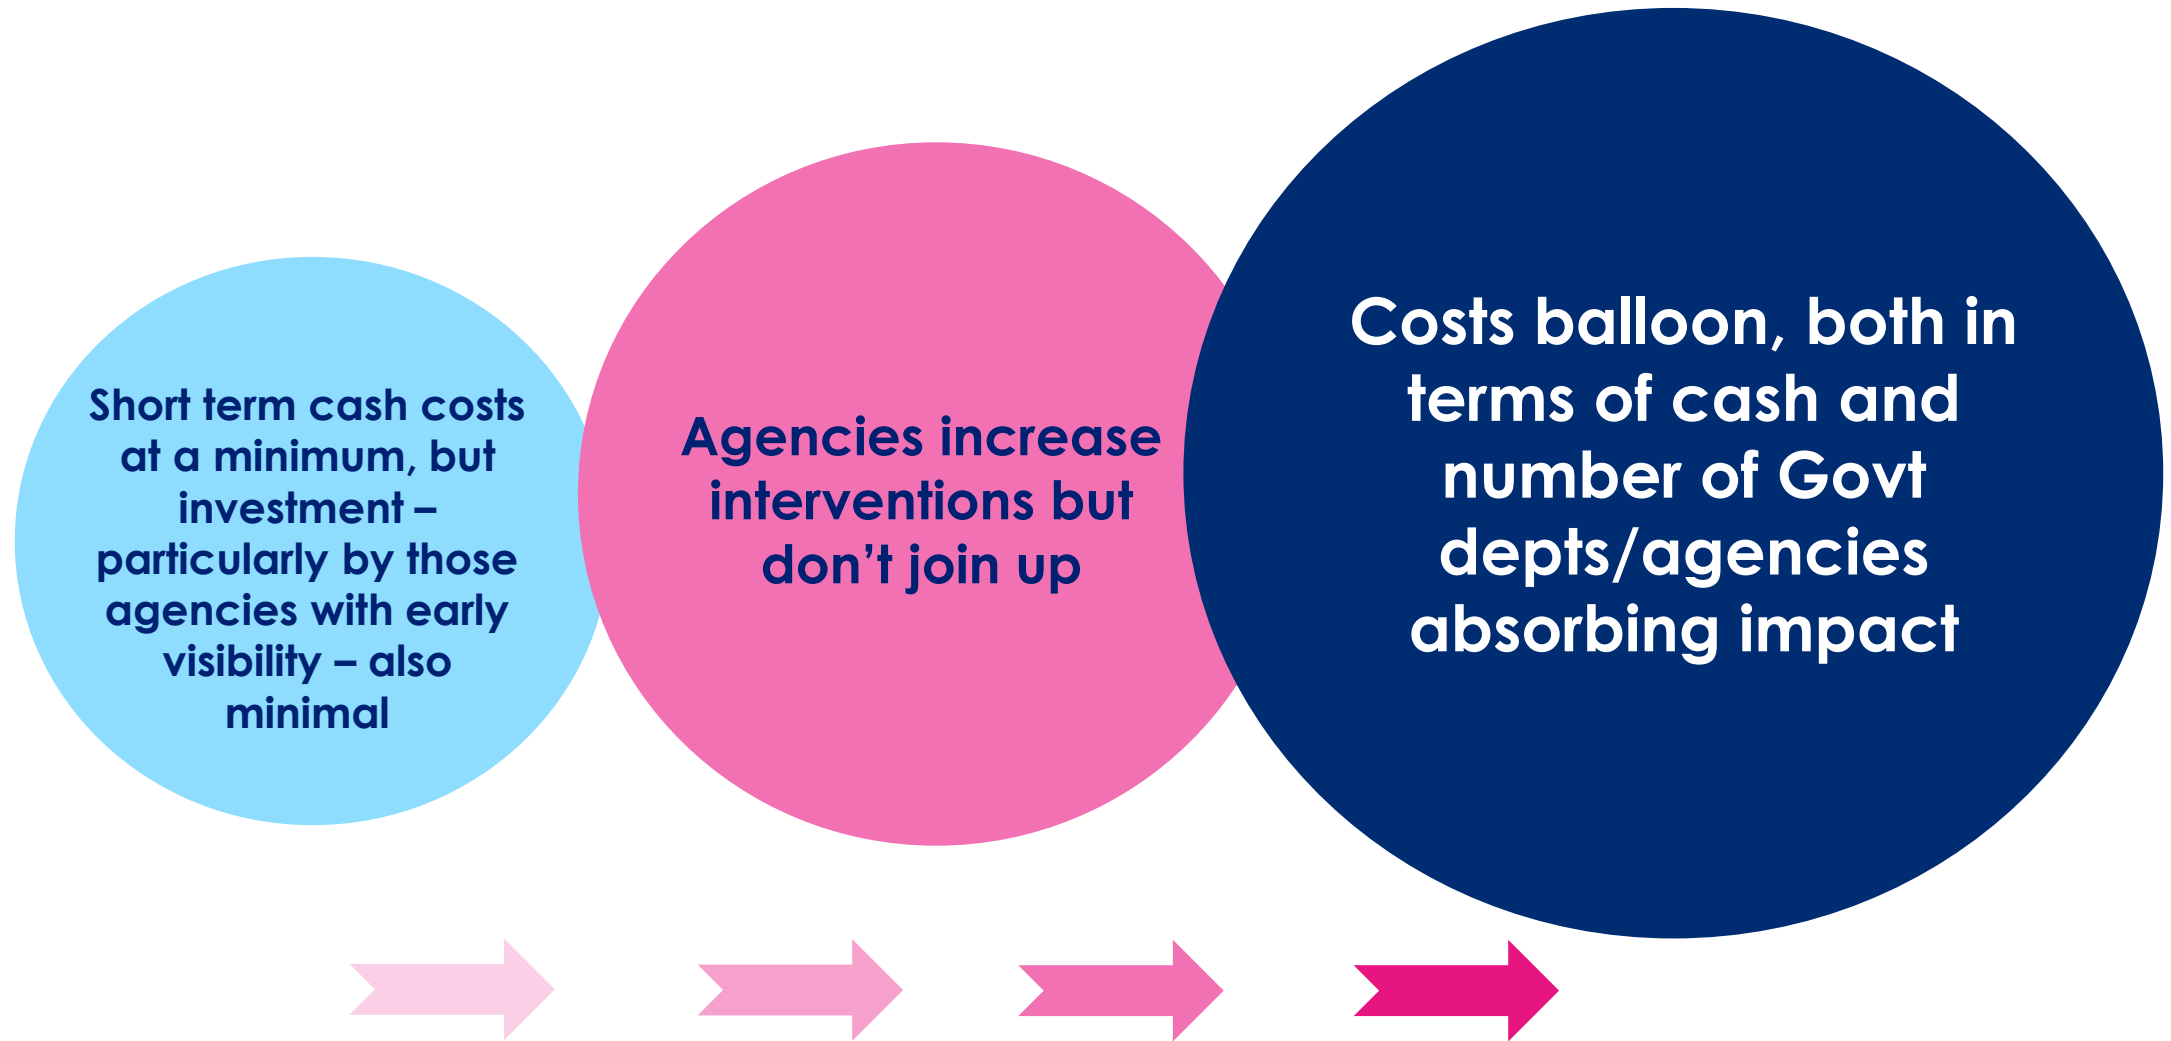 Short term cash costs
at a minimum, but
investment –
particularly by those
agencies with early
visibility – also
minimal
Agencies increase
interventions but
don’t join up
Costs balloon, both in
terms of cash and
number of Govt
depts/agencies
absorbing impact